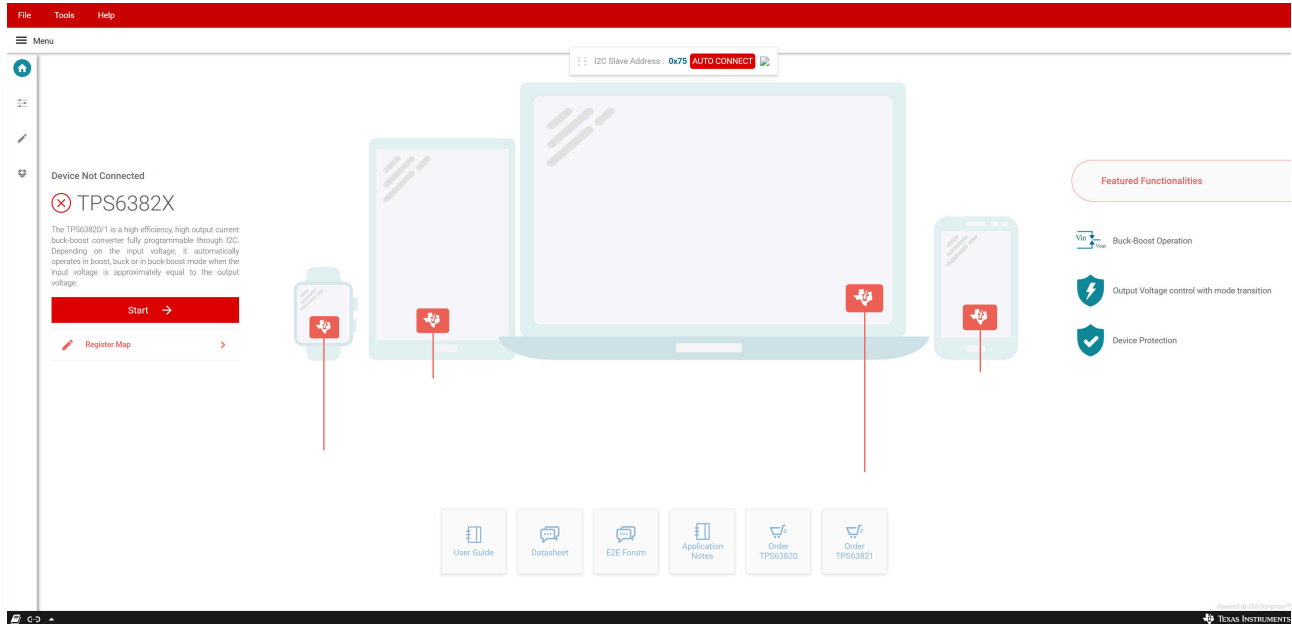 File Tools Help
Menu
I2C Slave Address : 0x75 AUTO CONNECT
Device Not Connected
TPS6382X
The TPS63820/1 is a high efficiency, high output current
buck-boost converter fully programmable through I2C.
Depending on the input voltage, it automatically
operates in boost, buck or in buck-boost mode when the
input voltage is approximately equal to the output
voltage.
Start
Register Map
Featured Functionalities
Vin
Vout
Buck-Boost Operation
Output Voltage control with mode transition
Device Protection
User Guide
Datasheet
E2E Forum
Application
Notes
Order
TPS63820
Order
TPS63821
Powered By GUI Composer™
TEXAS INSTRUMENTS